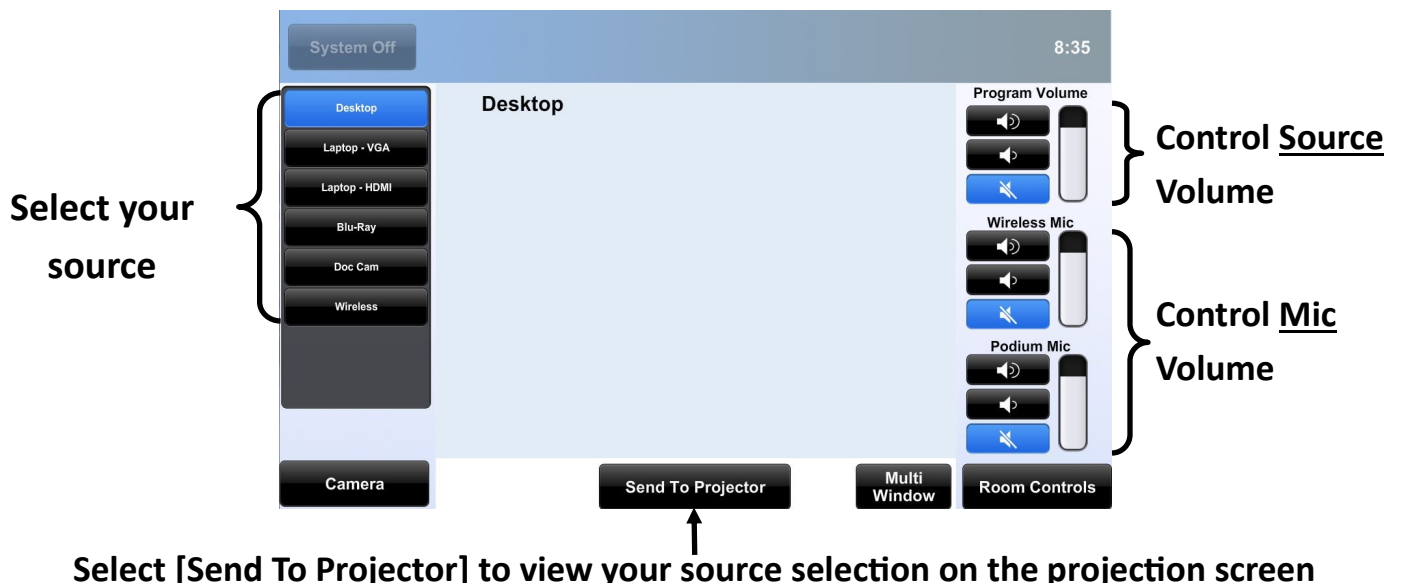 System Off
8:35
Select your
source
Desktop
Laptop - VGA
Laptop - HDMI
Blu-Ray
Doc Cam
Wireless
Desktop
Program Volume
Wireless Mic
Podium Mic
Control Source
Volume
Control Mic
Volume
Camera
Send To Projector
Multi
Window
Room Controls
Select [Send To Projector] to view your source selection on the projection screen